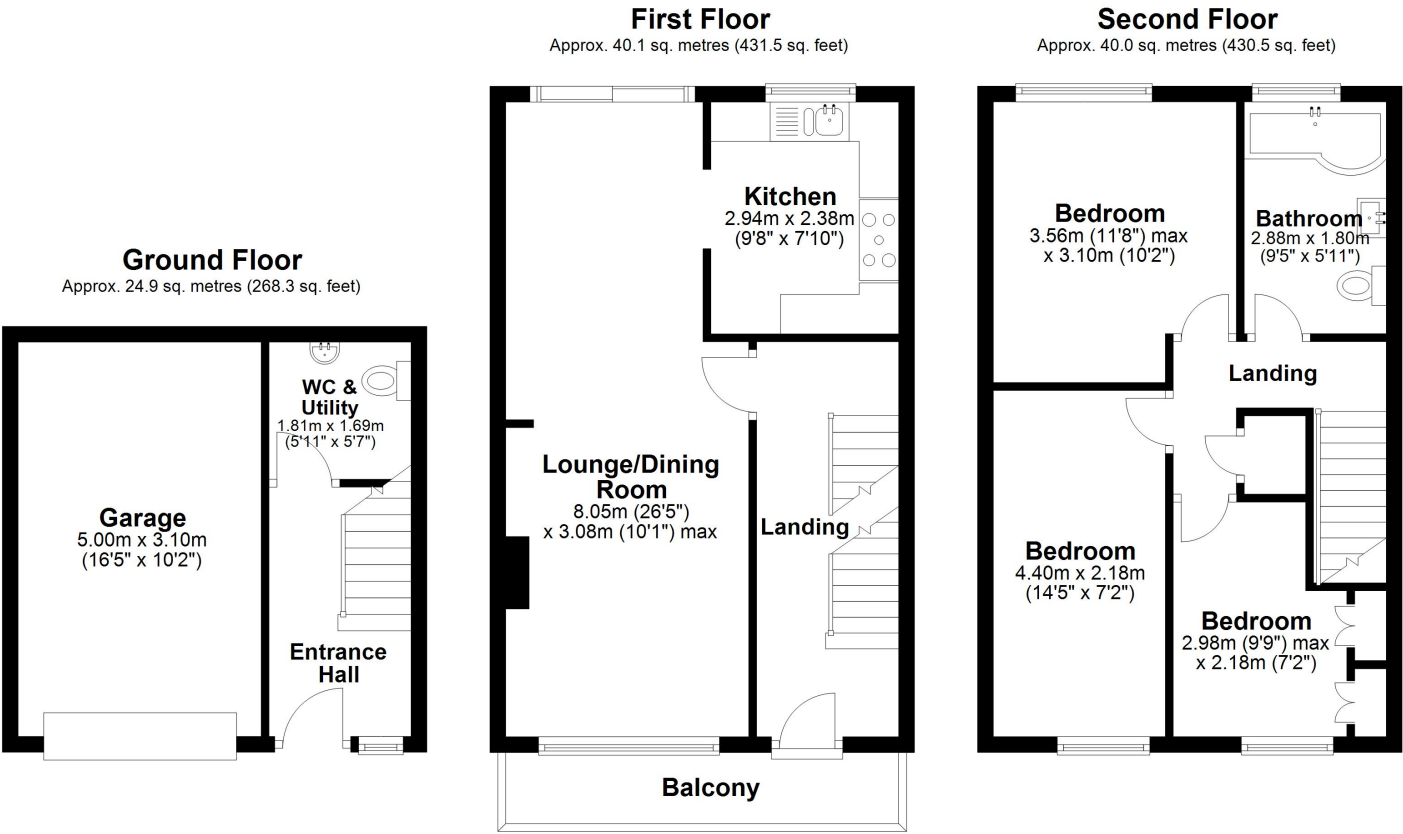 Ground Floor
Approx. 24.9 sq. metres (268.3 sq. feet)
WC &
Utility
1.81m x 1.69m
(5'11" x 5'7")
Garage
5.00m x 3.10m
(16'5" x 10'2")
Entrance
Hall
First Floor
Approx. 40.1 sq. metres (431.5 sq. feet)
Kitchen
2.94m x 2.38m
(9'8" x 7'10")
Lounge/Dining
Room
8.05m (26'5")
x 3.08m (10'1") max
Landing
Balcony
Second Floor
Approx. 40.0 sq. metres (430.5 sq. feet)
Bedroom
3.56m (11'8") max
x 3.10m (10'2")
Bathroom
2.88m x 1.80m
(9'5" x 5'11")
Landing
Bedroom
4.40m x 2.18m
(14'5" x 7'2")
Bedroom
2.98m (9'9") max
x 2.18m (7'2")